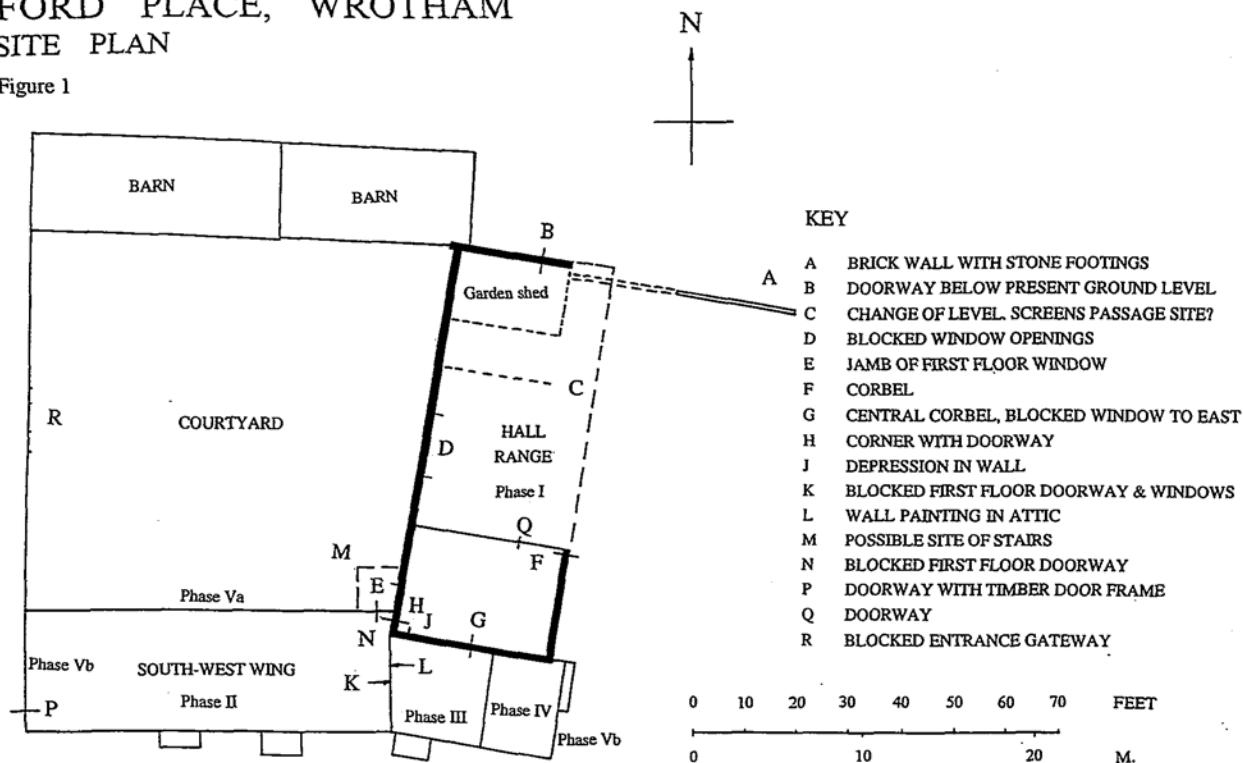 FORD PLACE, WROTHAM
SITE PLAN
Figure 1
N
BARN
BARN
B
Garden shed
A
C
R
COURTYARD
D
HALL
RANGE
Phase I
Q
F
M
E
Phase Va
H
J
G
N
Phase Vb
SOUTH-WEST WING
Phase II
L
K
P
Phase III
Phase IV
Phase Vb
KEY
A BRICK WALL WITH STONE FOOTINGS
B DOORWAY BELOW PRESENT GROUND LEVEL
C CHANGE OF LEVEL. SCREENS PASSAGE SITE?
D BLOCKED WINDOW OPENINGS
E JAMB OF FIRST FLOOR WINDOW
F CORBEL
G CENTRAL CORBEL, BLOCKED WINDOW TO EAST
H CORNER WITH DOORWAY
J DEPRESSION IN WALL
K BLOCKED FIRST FLOOR DOORWAY & WINDOWS
L WALL PAINTING IN ATTIC
M POSSIBLE SITE OF STAIRS
N BLOCKED FIRST FLOOR DOORWAY
P DOORWAY WITH TIMBER DOOR FRAME
Q DOORWAY
R BLOCKED ENTRANCE GATEWAY
0 10 20 30 40 50 60 70 FEET
0 10 20 M.